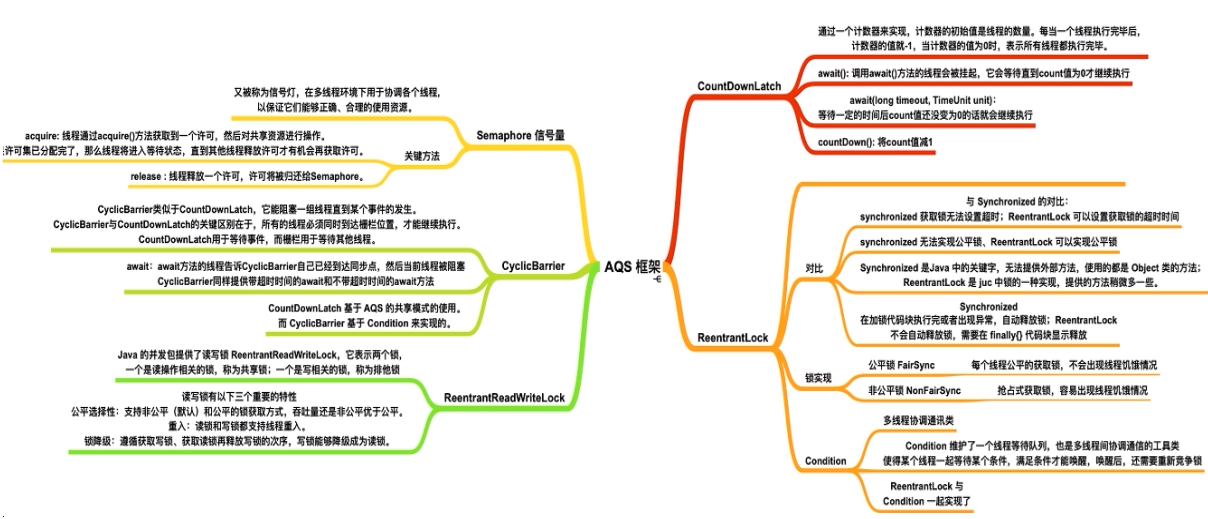 AQS 框架
CountDownLatch
通过一个计数器来实现，计数器的初始值是线程的数量。每当一个线程执行完毕后，
计数器的值就-1，当计数器的值为0时，表示所有线程都执行完毕。
await(): 调用await()方法的线程会被挂起，它会等待直到count值为0才继续执行
await(long timeout, TimeUnit unit)：
等待一定的时间后count值还没变为0的话就会继续执行
countDown(): 将count值减1
ReentrantLock
对比
与 Synchronized 的对比：
synchronized 获取锁无法设置超时；ReentrantLock 可以设置获取锁的超时时间
synchronized 无法实现公平锁、ReentrantLock 可以实现公平锁
Synchronized 是Java 中的关键字，无法提供外部方法，使用的都是 Object 类的方法；
ReentrantLock 是 juc 中锁的一种实现，提供的方法稍微多一些。
Synchronized
在加锁代码块执行完或者出现异常，自动释放锁；ReentrantLock
不会自动释放锁，需要在 finally{} 代码块显示释放
锁实现
公平锁 FairSync
每个线程公平的获取锁，不会出现线程饥饿情况
非公平锁 NonFairSync
抢占式获取锁，容易出现线程饥饿情况
Condition
多线程协调通讯类
Condition 维护了一个线程等待队列，也是多线程间协调通信的工具类
使得某个线程一起等待某个条件，满足条件才能唤醒，唤醒后，还需要重新竞争锁
ReentrantLock 与
Condition 一起实现了
Semaphore 信号量
又被称为信号灯，在多线程环境下用于协调各个线程，
以保证它们能够正确、合理的使用资源。
关键方法
acquire: 线程通过acquire()方法获取到一个许可，然后对共享资源进行操作。
许可集已分配完了，那么线程将进入等待状态，直到其他线程释放许可才有机会再获取许可。
release : 线程释放一个许可，许可将被归还给Semaphore。
CyclicBarrier
CyclicBarrier类似于CountDownLatch，它能阻塞一组线程直到某个事件的发生。
CyclicBarrier与CountDownLatch的关键区别在于，所有的线程必须同时到达栅栏位置，才能继续执行。
CountDownLatch用于等待事件，而栅栏用于等待其他线程。
await：await方法的线程告诉CyclicBarrier自己已经到达同步点，然后当前线程被阻塞
CyclicBarrier同样提供带超时时间的await和不带超时时间的await方法
CountDownLatch 基于 AQS 的共享模式的使用。
而 CyclicBarrier 基于 Condition 来实现的。
ReentrantReadWriteLock
Java 的并发包提供了读写锁 ReentrantReadWriteLock，它表示两个锁，
一个是读操作相关的锁，称为共享锁；一个是写相关的锁，称为排他锁
读写锁有以下三个重要的特性
公平选择性：支持非公平（默认）和公平的锁获取方式，吞吐量还是非公平优于公平。
重入：读锁和写锁都支持线程重入。
锁降级：遵循获取写锁、获取读锁再释放写锁的次序，写锁能够降级成为读锁。